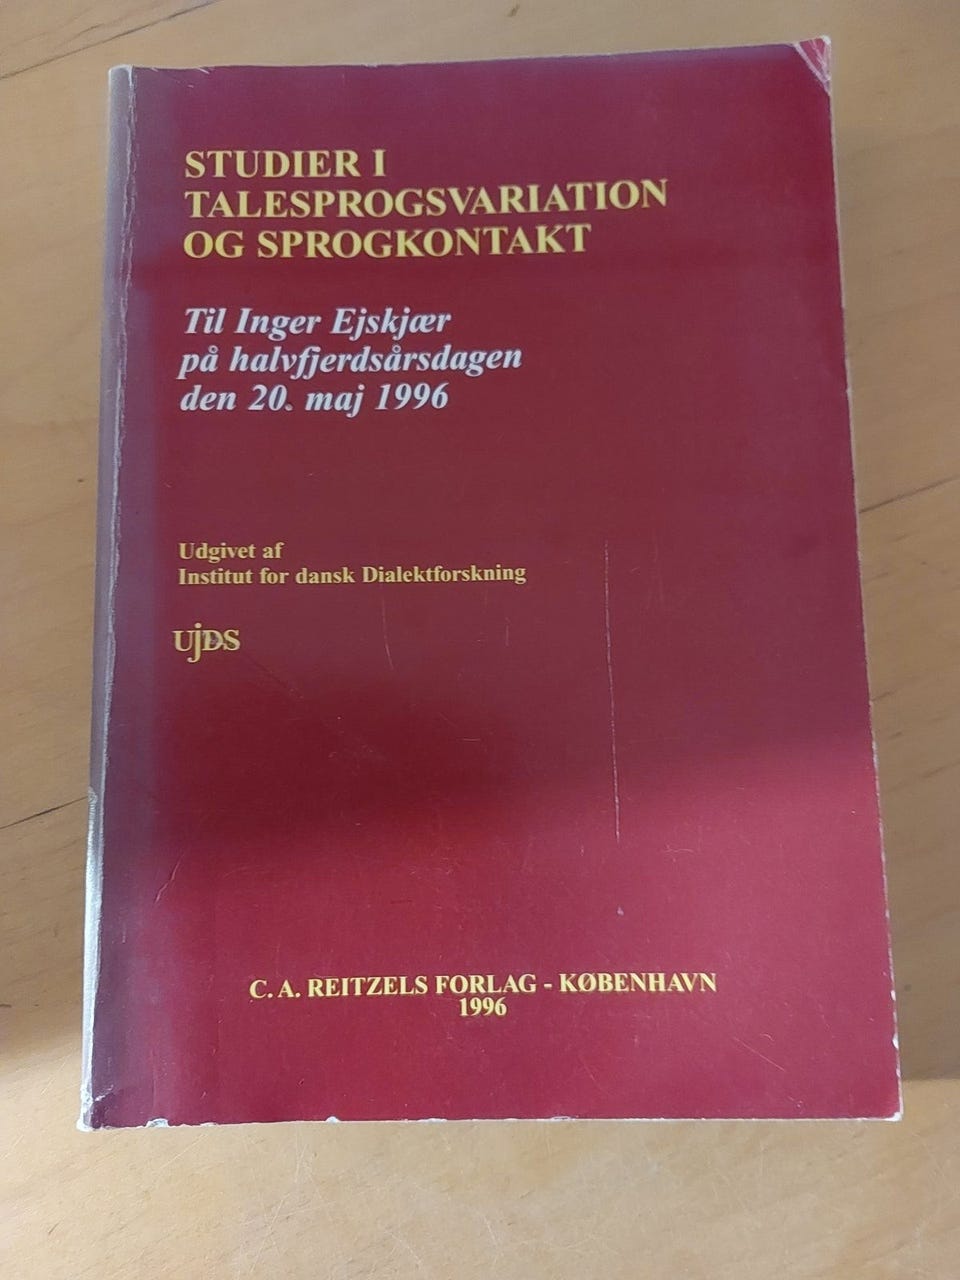 STUDIER I
TALESPROGSVARIATION
OG SPROGKONTAKT
Til Inger Ejskjær
på halvfjerdsårsdagen
den 20. maj 1996
Udgivet af
Institut for dansk Dialektforskning
UjDS
C. A. REITZELS FORLAG - KØBENHAVN
1996